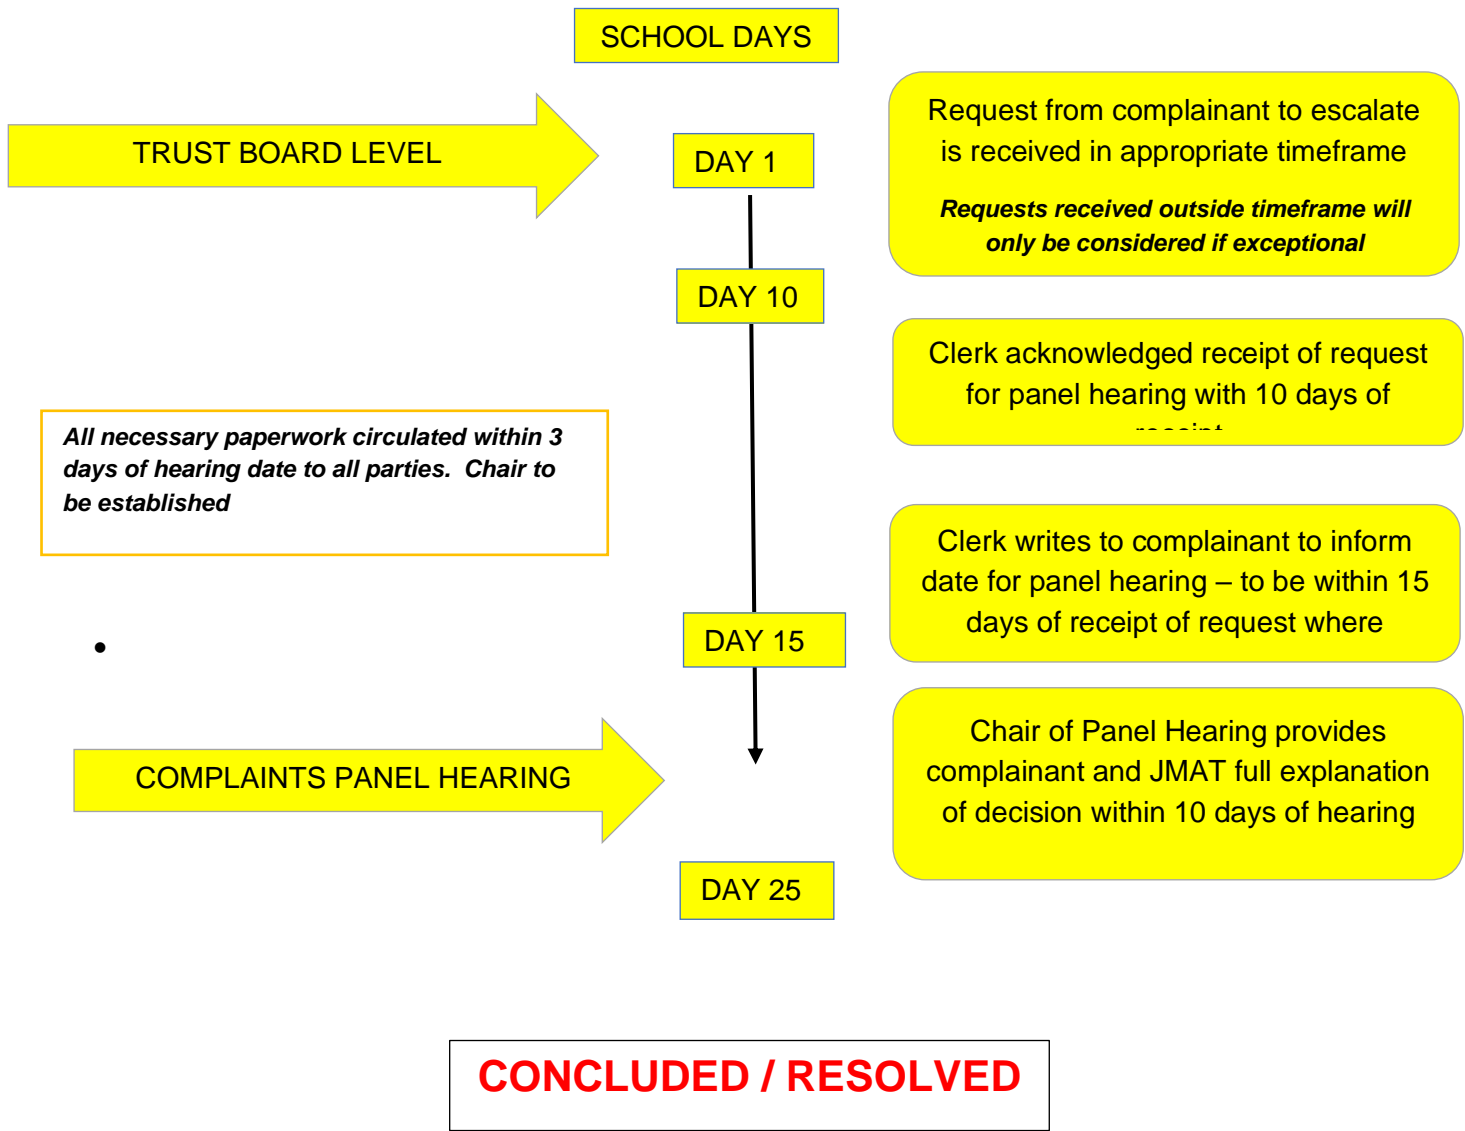 SCHOOL DAYS
TRUST BOARD LEVEL
DAY 1
Request from complainant to escalate
is received in appropriate timeframe
Requests received outside timeframe will
only be considered if exceptional
DAY 10
Clerk acknowledged receipt of request
for panel hearing with 10 days of
All necessary paperwork circulated within 3
days of hearing date to all parties.  Chair to
be established
Clerk writes to complainant to inform
date for panel hearing – to be within 15
days of receipt of request where
DAY 15
•
COMPLAINTS PANEL HEARING
Chair of Panel Hearing provides
complainant and JMAT full explanation
of decision within 10 days of hearing
DAY 25
CONCLUDED / RESOLVED